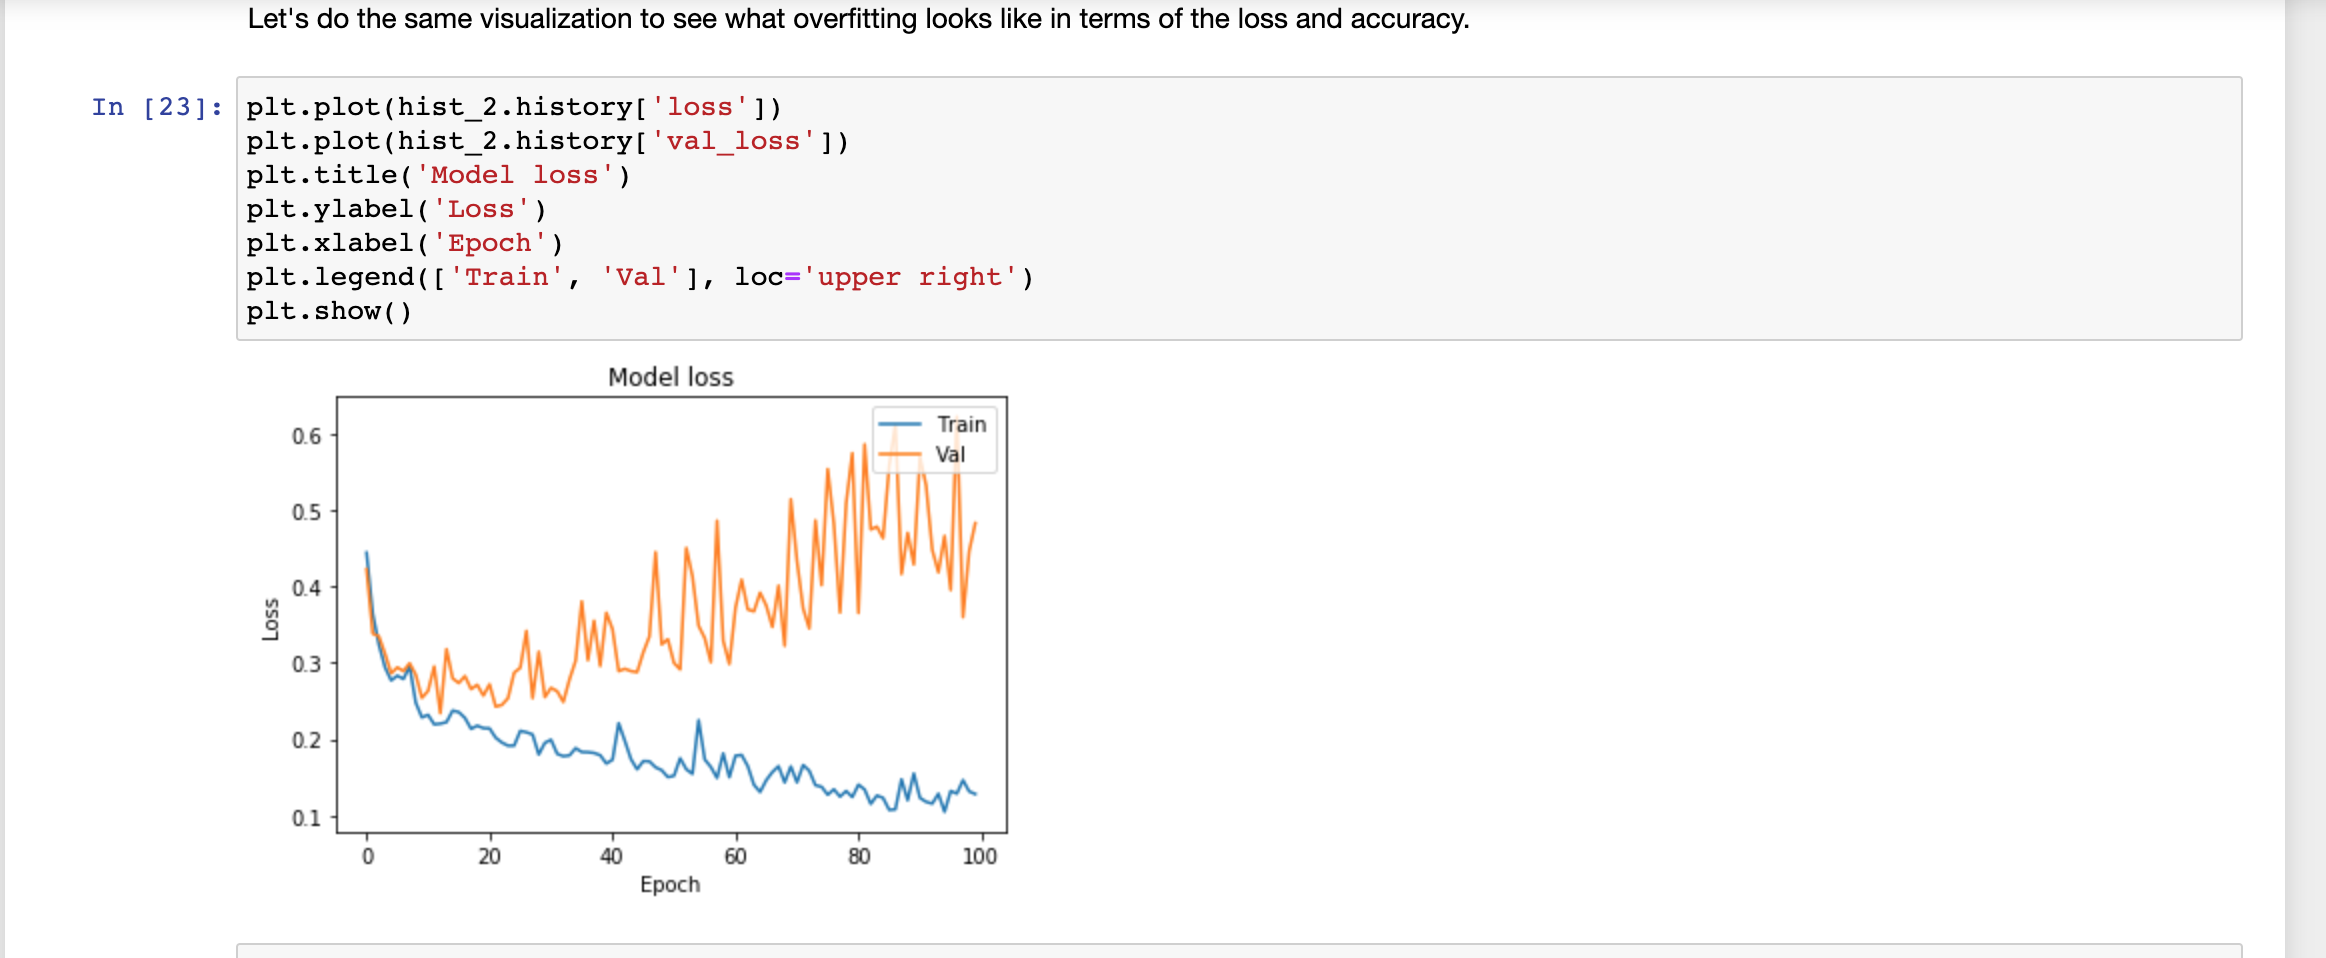 Let's do the same visualization to see what overfitting looks like in terms of the loss and accuracy.
In [23]:
plt.plot(hist_2.history['loss'])
plt.plot(hist_2.history['val_loss'])
plt.title('Model loss')
plt.ylabel('Loss')
plt.xlabel('Epoch')
plt.legend(['Train', 'Val'], loc='upper right')
plt.show()
Model loss
Train
Val
0.6
0.5
0.4
0.3
0.2
0.1
Loss
0 20 40 60 80 100
Epoch